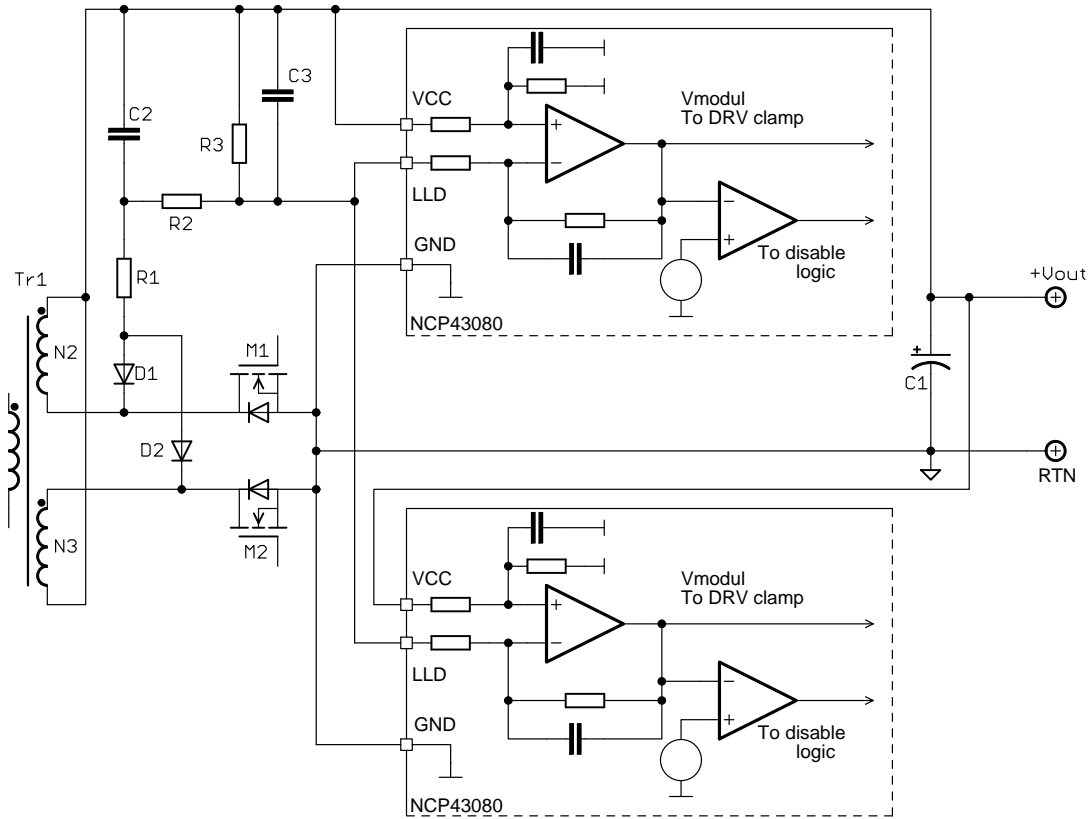 C2
R3
C3
VCC
Vmodul
To DRV clamp
R2
LLD
GND
To disable
logic
R1
Tr1
+Vout
NCP43080
N2
M1
D1
C1
D2
RTN
N3
M2
VCC
Vmodul
To DRV clamp
LLD
GND
To disable
logic
NCP43080